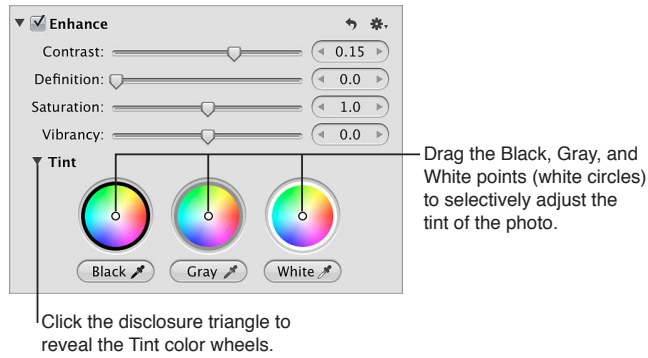 Enhance
Contrast: 0.15
Definition: 0.0
Saturation: 1.0
Vibrancy: 0.0
Tint
Black Gray White
Drag the Black, Gray, and
White points (white circles)
to selectively adjust the
tint of the photo.
Click the disclosure triangle to
reveal the Tint color wheels.